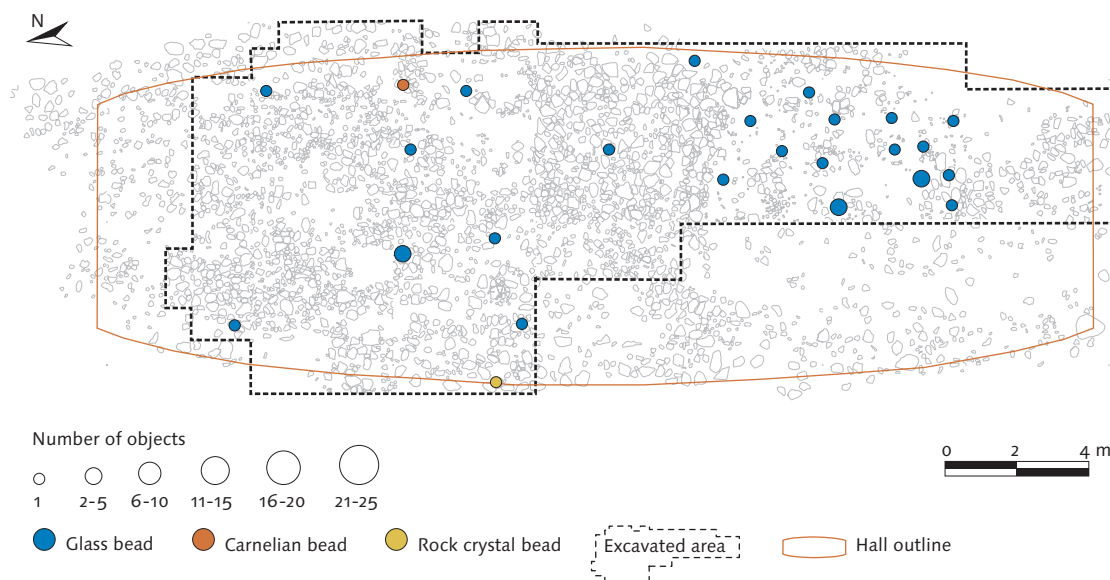 N
Number of objects
1 2-5 6-10 11-15 16-20 21-25
0 2 4 m
Glass bead Carnelian bead Rock crystal bead Excavated area Hall outline